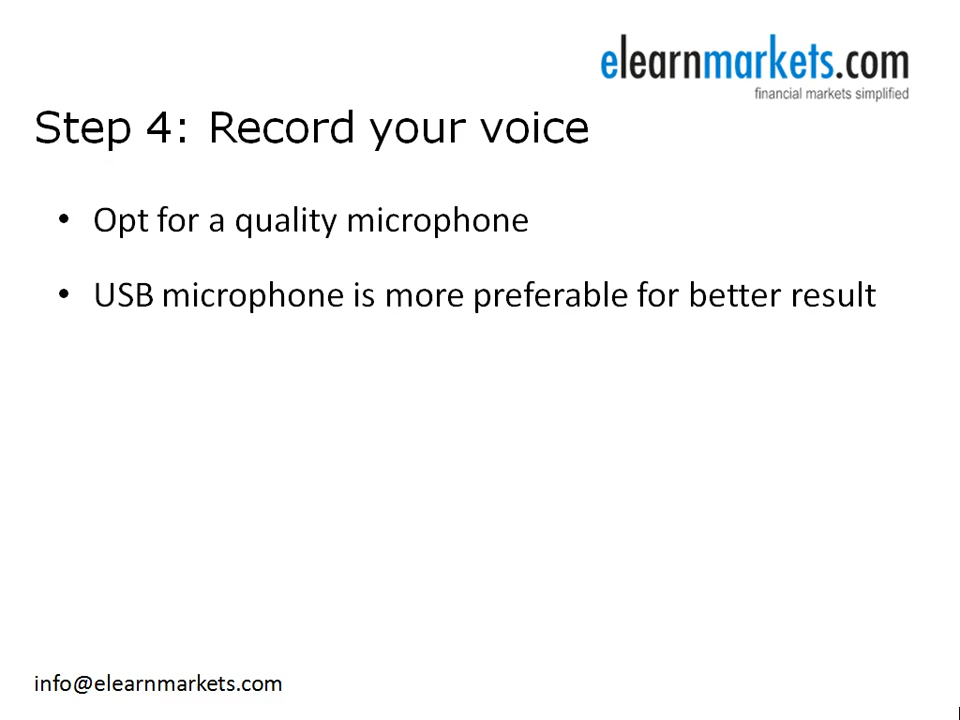 elearnmarkets.com
financial markets simplified
Step 4: Record your voice
• Opt for a quality microphone
• USB microphone is more preferable for better result
info@elearnmarkets.com